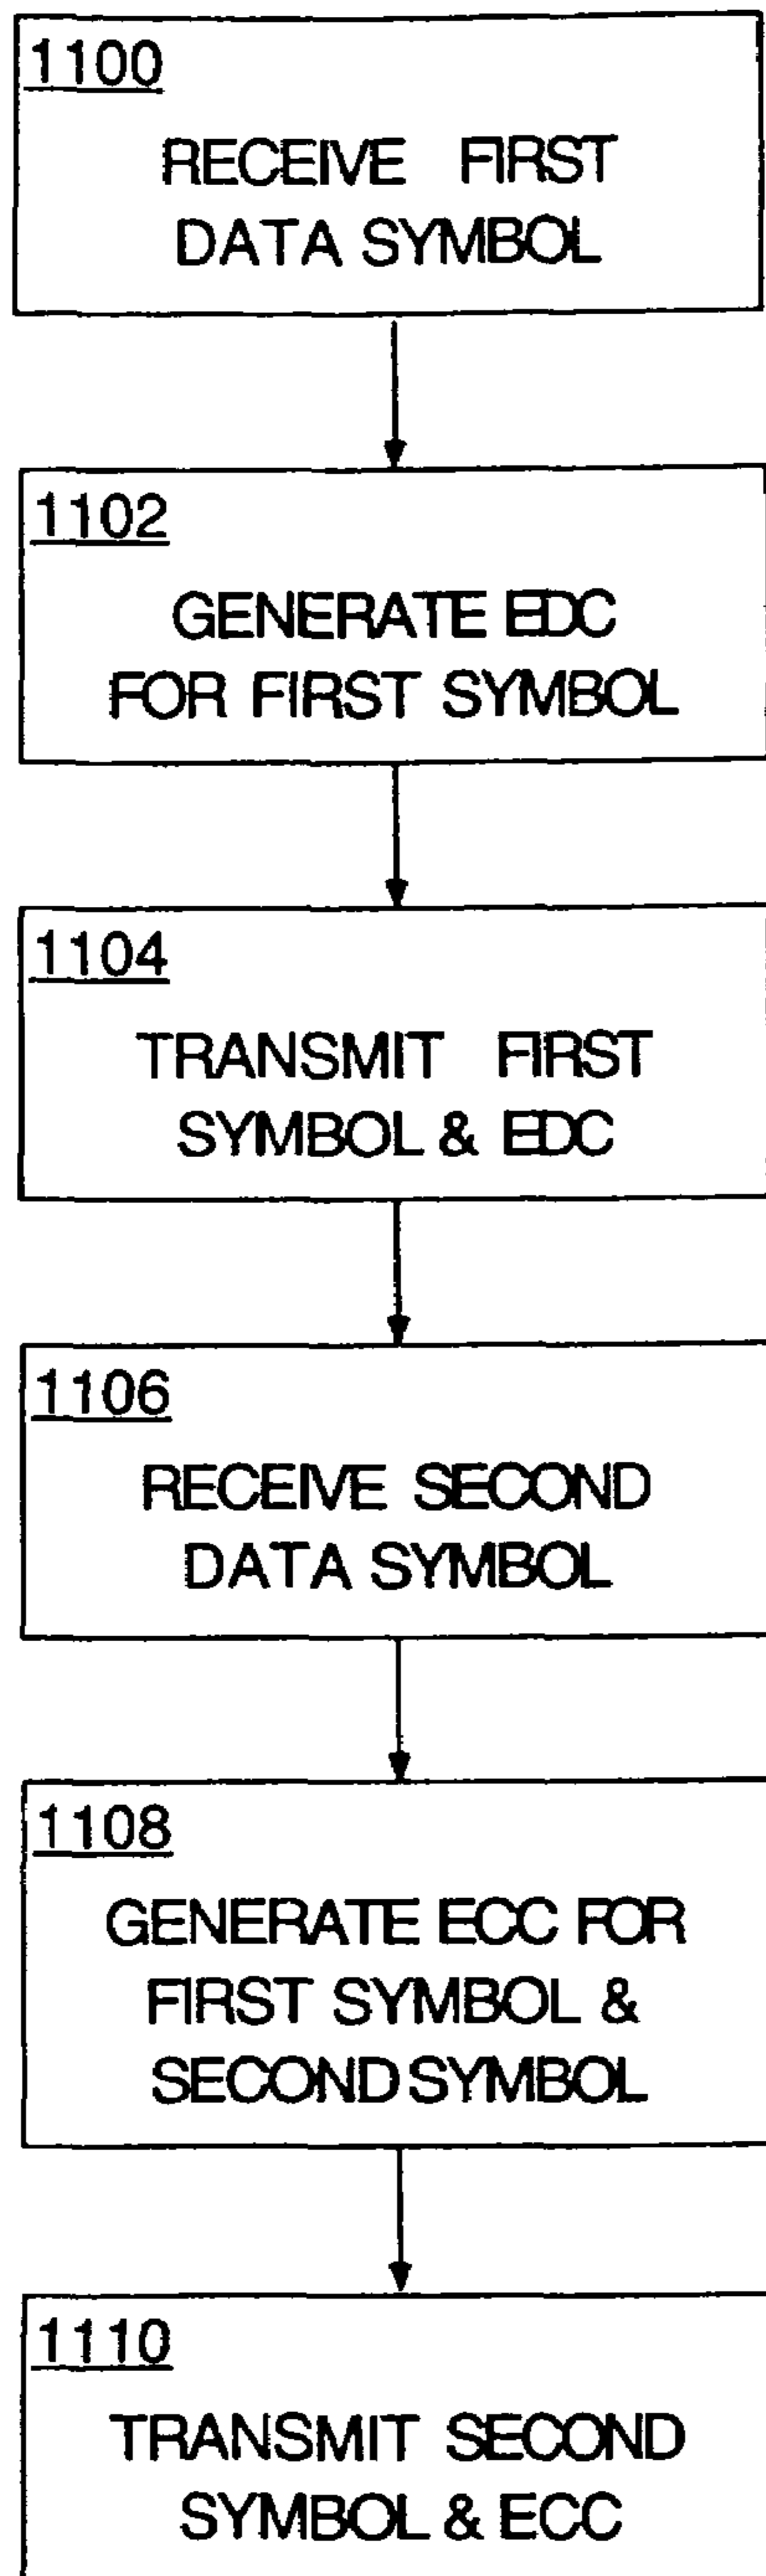 1100
RECEIVE FIRST
DATA SYMBOL
1102
GENERATE EDC
FOR FIRST SYMBOL
1104
TRANSMIT FIRST
SYMBOL & EDC
1106
RECEIVE SECOND
DATA SYMBOL
1108
GENERATE ECC FOR
FIRST SYMBOL &
SECOND SYMBOL
1110
TRANSMIT SECOND
SYMBOL & ECC